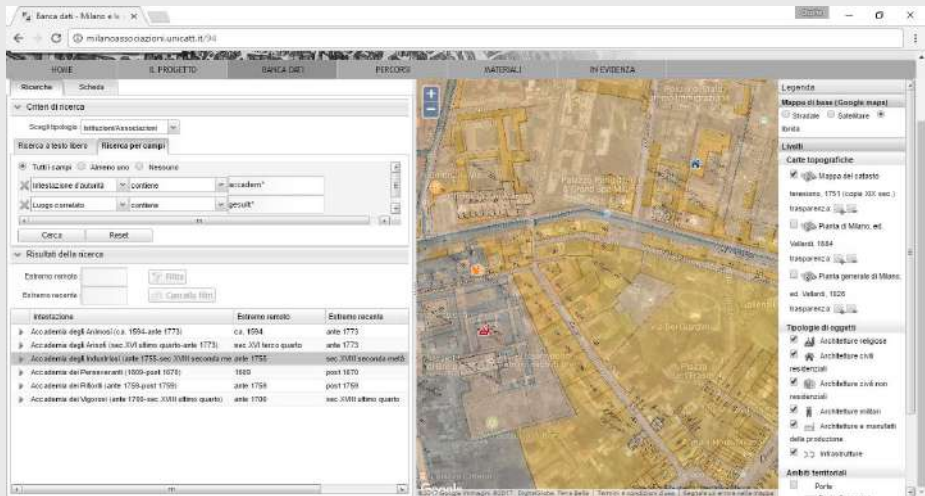 Banca dati - Milano e le
milanoassociazioni.unicatt.it/94
HOME
IL PROGETTO
BANCA DATI
PERCORSI
MATERIALI
IN EVIDENZA
Ricerche
Scheda
Criteri di ricerca
Scegli tipologia
Istituzioni/Associazioni
Ricerca a testo libero
Ricerca per campi
Tutti i campi
Almeno uno
Nessuno
Intestazione d'autorità
contiene
accadem*
Luogo correlato
contiene
gesuit*
Cerca
Reset
Risultati della ricerca
Estremo remoto
Filtra
Estremo recente
Cancella filtri
Intestazione
Estremo remoto
Estremo recente
Accademia degli Animosi (ca. 1594-ante 1773)
ca. 1594
ante 1773
Accademia degli Arisofi (sec. XVI ultimo quarto-ante 1773)
sec XVI terzo quarto
ante 1773
Accademia degli Industriosi (ante 1755-sec XVIII seconda me
ante 1755
sec. XVIII seconda metà
Accademia dei Perseveranti (1609-post 1670)
post 1670
Accademia dei Rifioriti (ante 1759-post 1759)
ante 1759
post 1759
Accademia dei Vigorosi (ante 1700-sec. XVIII ultimo quarto)
ante 1700
sec. XVIII ultimo quarto
Google
Legenda
Mappa di base (Google maps)
Stradale
Satellitare
Ibrida
Livelli
Carte topografiche
Mappa del catasto
teresiano, 1751 (copie XIX sec.)
trasparenza
Pianta di Milano, ed.
Vallardi, 1884
trasparenza
Pianta generale di Milano,
ed. Vallardi, 1926
trasparenza
Tipologie di oggetti
Architetture religiose
Architetture civili
residenziali
Architetture civili non
residenziali
Architetture militari
Architetture e manufatti
della produzione
Infrastrutture
Ambiti territoriali
Porte